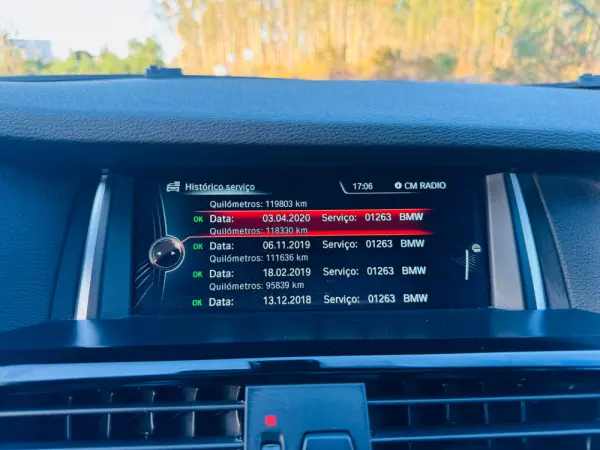 Histórico serviço 17:06 CM RADIO
Quilómetros: 119803 km
OK Data: 03.04.2020 Serviço: 01263 BMW
Quilómetros: 118330 km
OK Data: 06.11.2019 Serviço: 01263 BMW
Quilómetros: 111636 km
OK Data: 18.02.2019 Serviço: 01263 BMW
Quilómetros: 95839 km
OK Data: 13.12.2018 Serviço: 01263 BMW